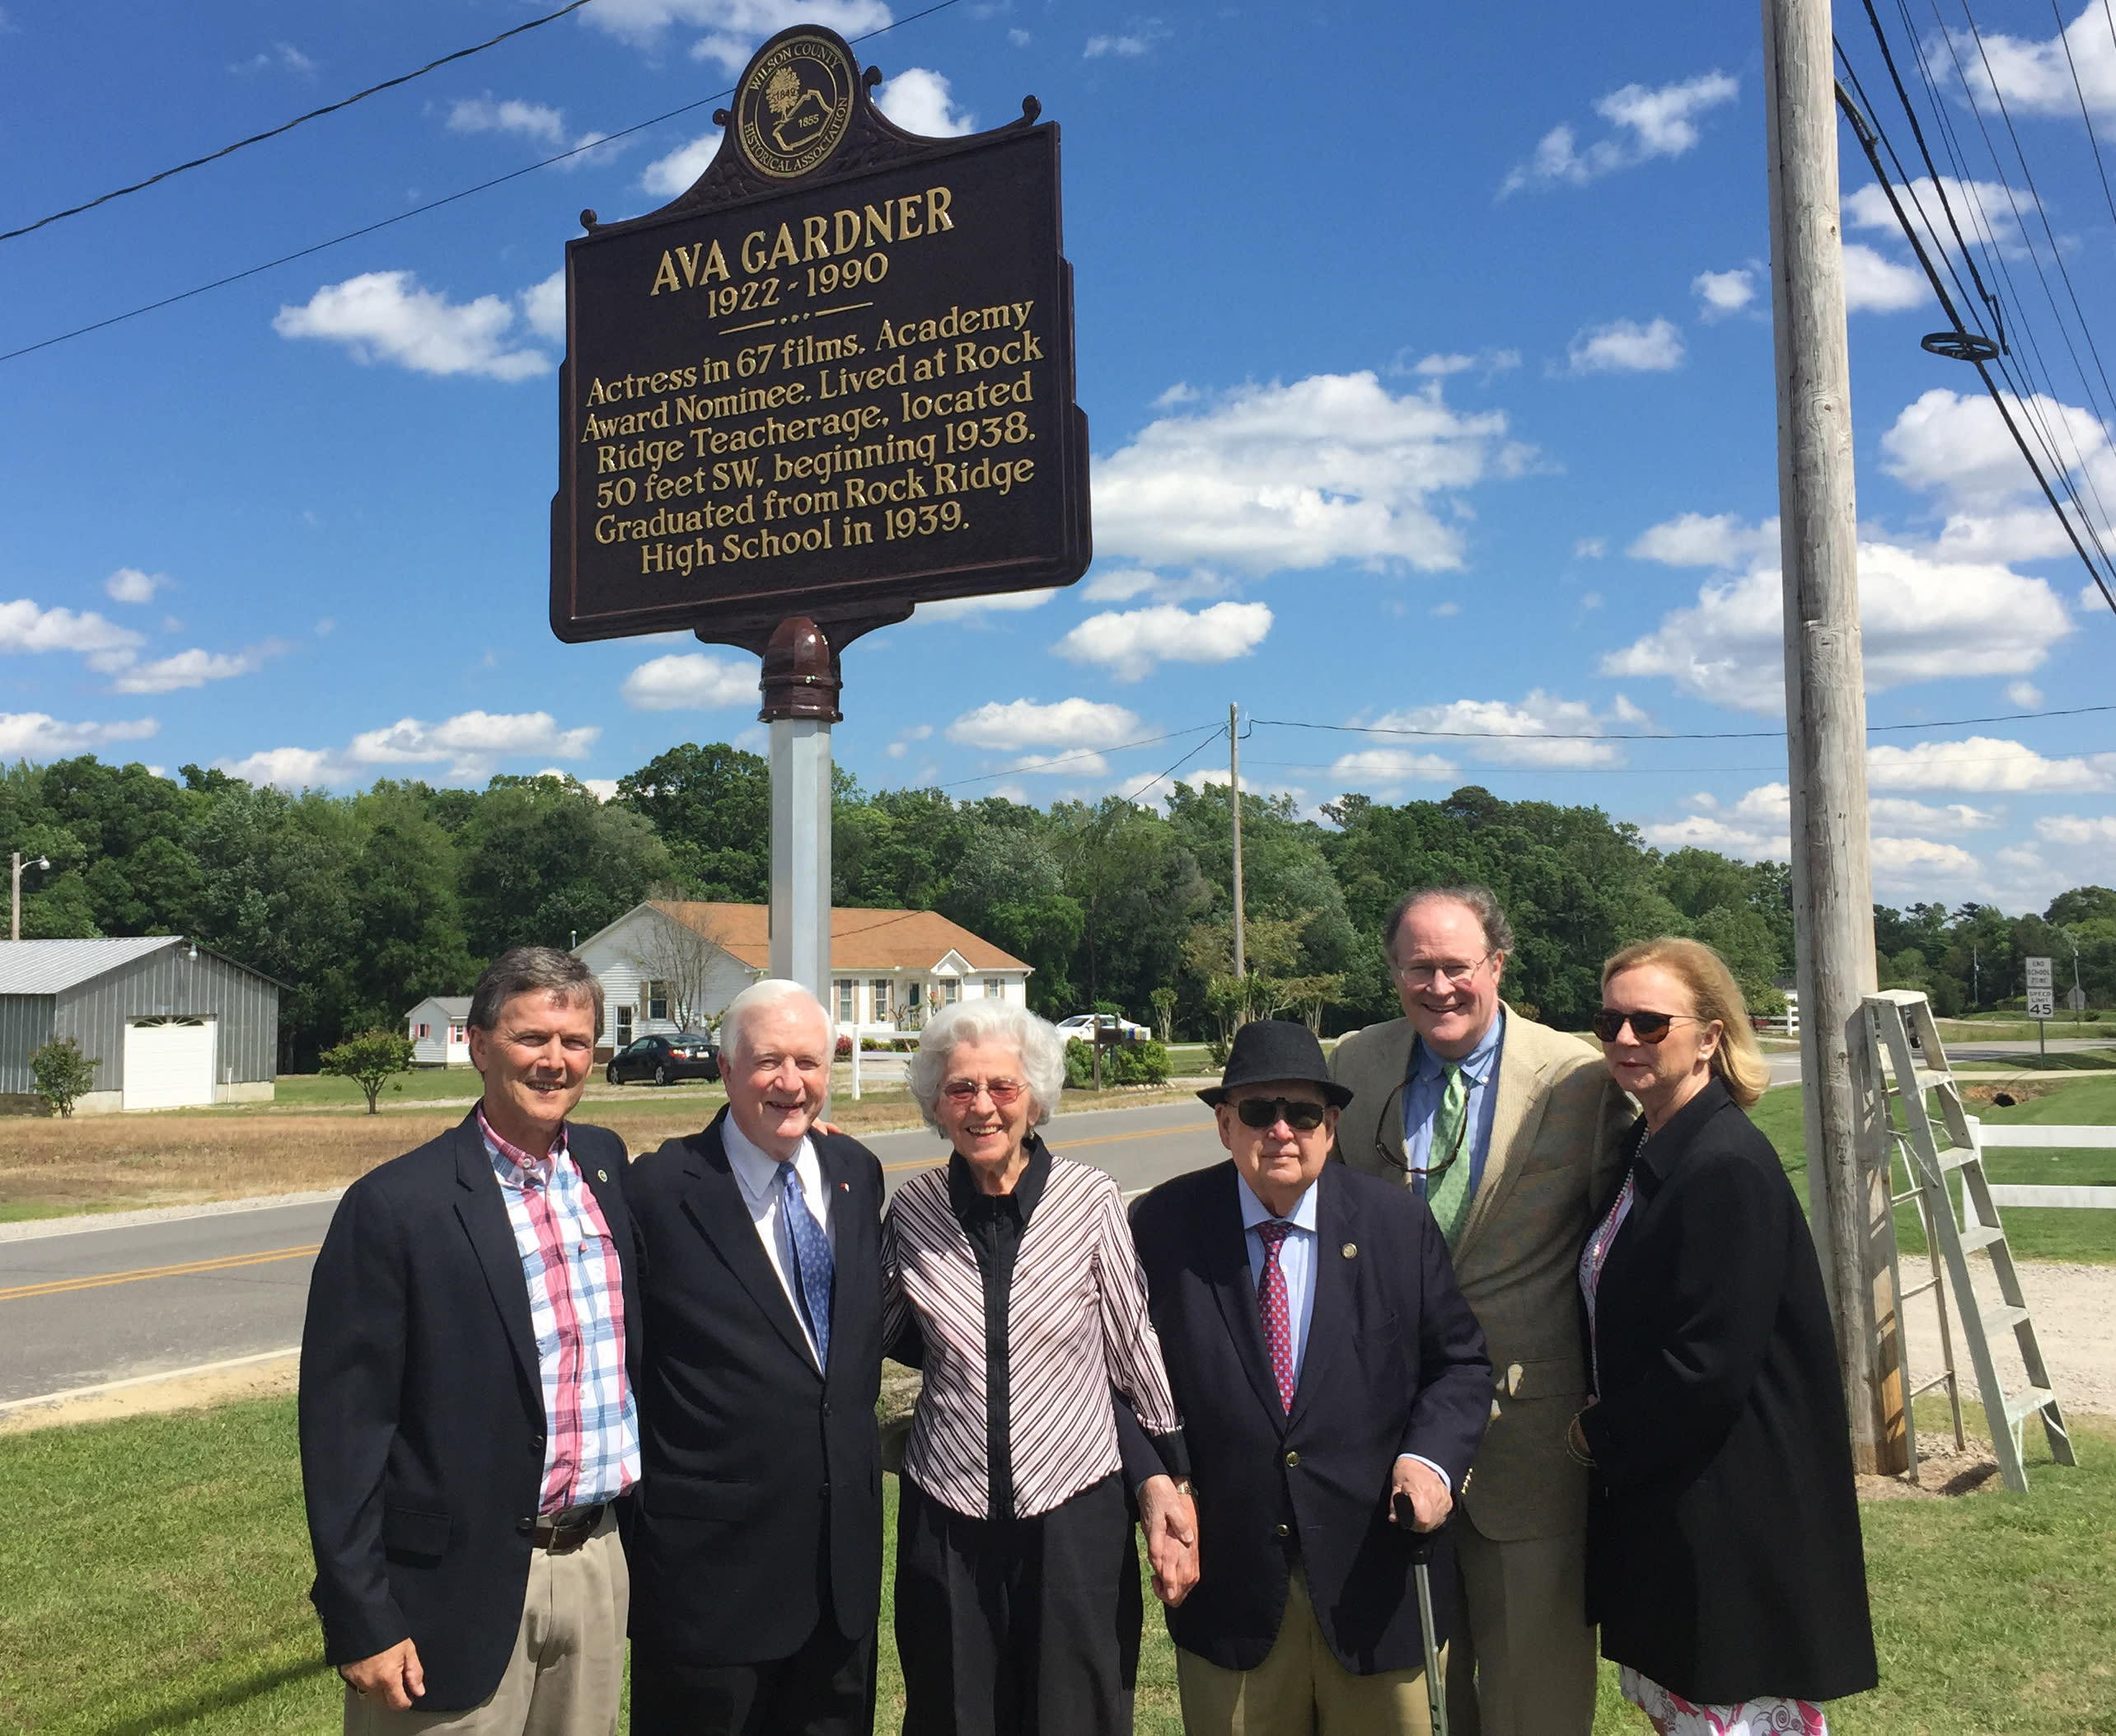 WILSON COUNTY
1849
1855
HISTORICAL ASSOCIATION
AVA GARDNER
1922 - 1990
Actress in 67 films. Academy
Award Nominee. Lived at Rock
Ridge Teacherage, located
50 feet SW, beginning 1938.
Graduated from Rock Ridge
High School in 1939.
END
SCHOOL
ZONE
SPEED
LIMIT
45